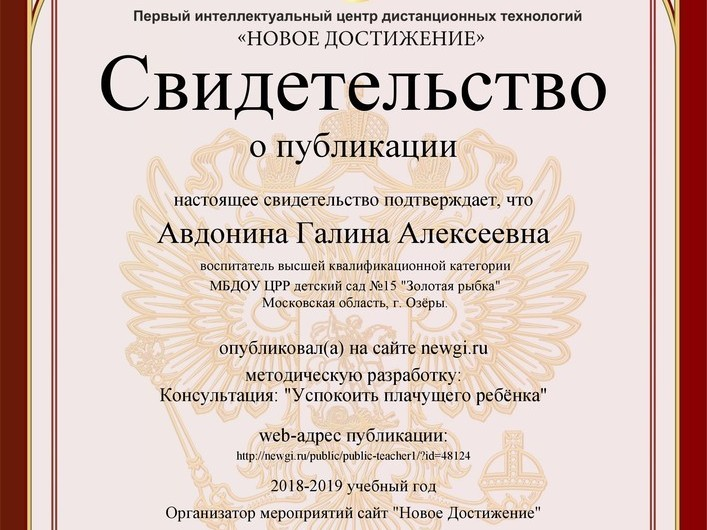 Первый интеллектуальный центр дистанционных технологий
«НОВОЕ ДОСТИЖЕНИЕ»
Свидетельство
о публикации
настоящее свидетельство подтверждает, что
Авдонина Галина Алексеевна
воспитатель высшей квалификационной категории
МБДОУ ЦРР детский сад №15 "Золотая рыбка"
Московская область, г. Озёры.
опубликовал(а) на сайте newgi.ru
методическую разработку:
Консультация: "Успокоить плачущего ребёнка"
web-адрес публикации:
http://newgi.ru/public/public-teacher1/?id=48124
2018-2019 учебный год
Организатор мероприятий сайт "Новое Достижение"